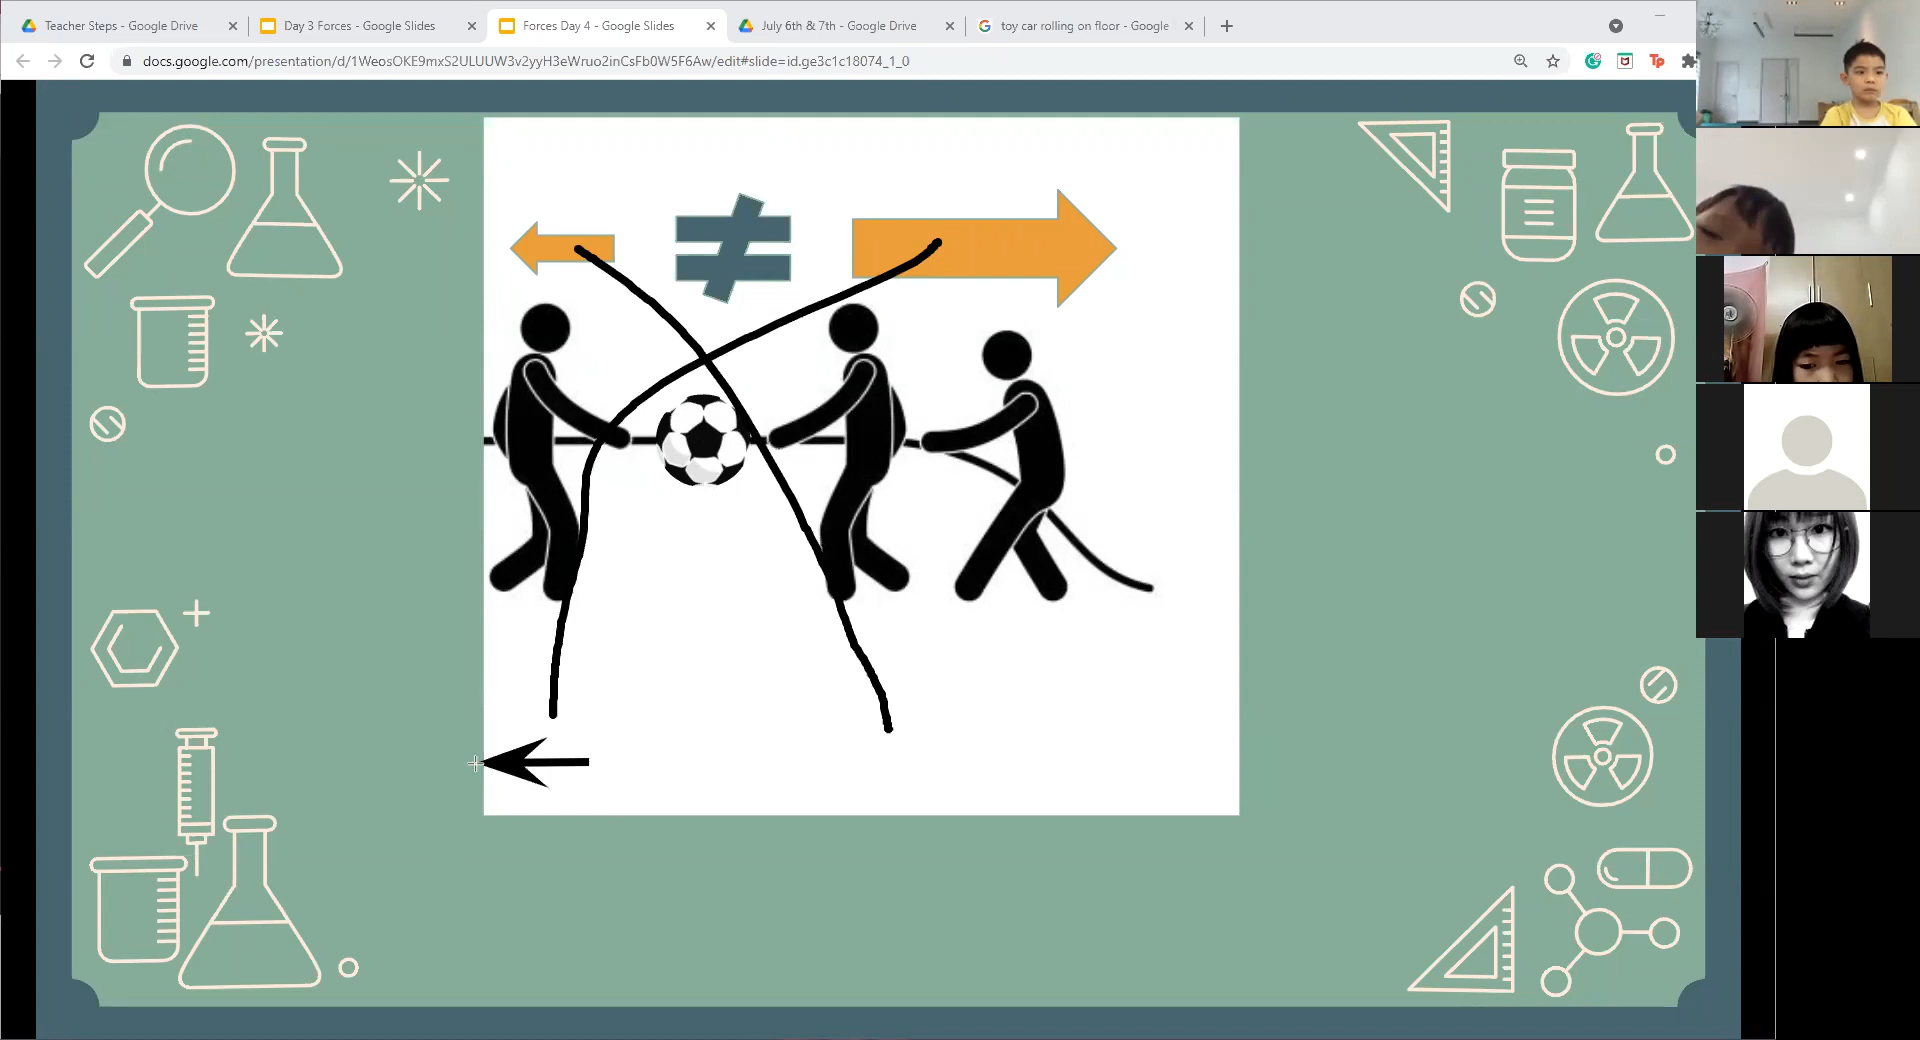 Teacher Steps - Google Drive
Day 3 Forces - Google Slides
Forces Day 4 - Google Slides
July 6th & 7th - Google Drive
toy car rolling on floor - Google
docs.google.com/presentation/d/1WeosOKE9mxS2ULUUW3v2yyH3eWruo2inCsFb0W5F6Aw/edit#slide=id.ge3c1c18074_1_0
Tp
≠